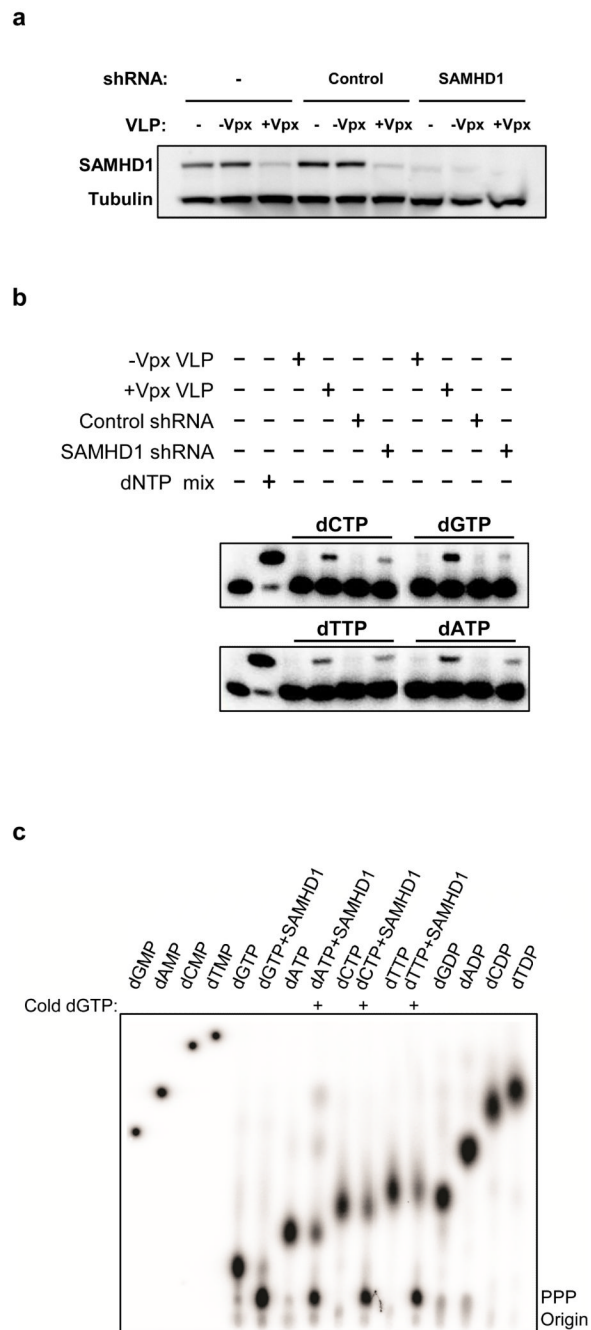 a
shRNA: - Control SAMHD1
VLP: - -Vpx +Vpx - -Vpx +Vpx - -Vpx +Vpx
SAMHD1
Tubulin
b
-Vpx VLP − − + − − − + − − −
+Vpx VLP − − − + − − − + − −
Control shRNA − − − − + − − − + −
SAMHD1 shRNA − − − − − + − − − +
dNTP mix − + − − − − − − − −
dCTP dGTP
dTTP dATP
c
dGMP dAMP dCMP dTMP dGTP dGTP+SAMHD1 dATP dATP+SAMHD1 dCTP dCTP+SAMHD1 dTTP dTTP+SAMHD1 dGDP dADP dCDP dTDP
Cold dGTP: + + +
PPP
Origin